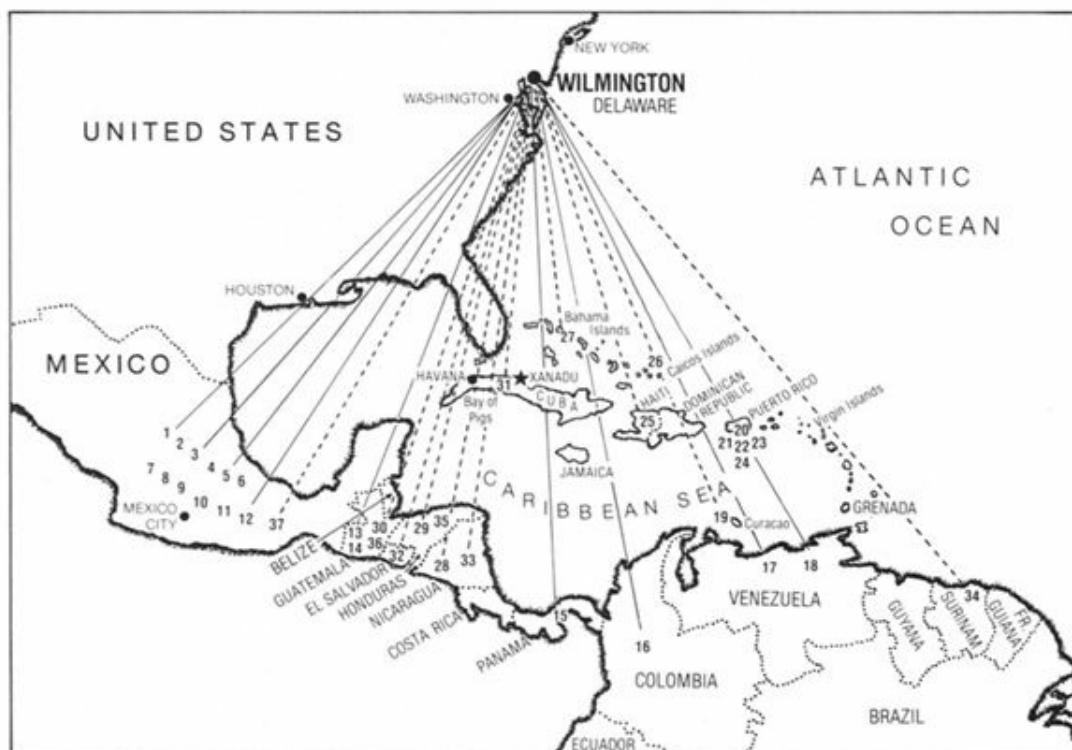 NEW YORK
WILMINGTON
DELAWARE
WASHINGTON
UNITED STATES
ATLANTIC
OCEAN
HOUSTON
MEXICO
Bahama
Islands
27
26
Caicos Islands
HAVANA
31
XANADU
Bay of
Pigs
CUBA
HAITI
DOMINICAN
REPUBLIC
PUERTO RICO
Virgin Islands
25
20
21
22
23
24
JAMAICA
CARIBBEAN SEA
1
2
3
4
5
6
7
8
9
10
11
12
37
MEXICO
CITY
13
14
30
36
32
29
35
28
33
BELIZE
GUATEMALA
EL SALVADOR
HONDURAS
NICARAGUA
COSTA RICA
PANAMA
15
16
19
Curacao
GRENADA
17
18
34
VENEZUELA
GUYANA
SURINAM
FR.
GUIANA
COLOMBIA
BRAZIL
ECUADOR